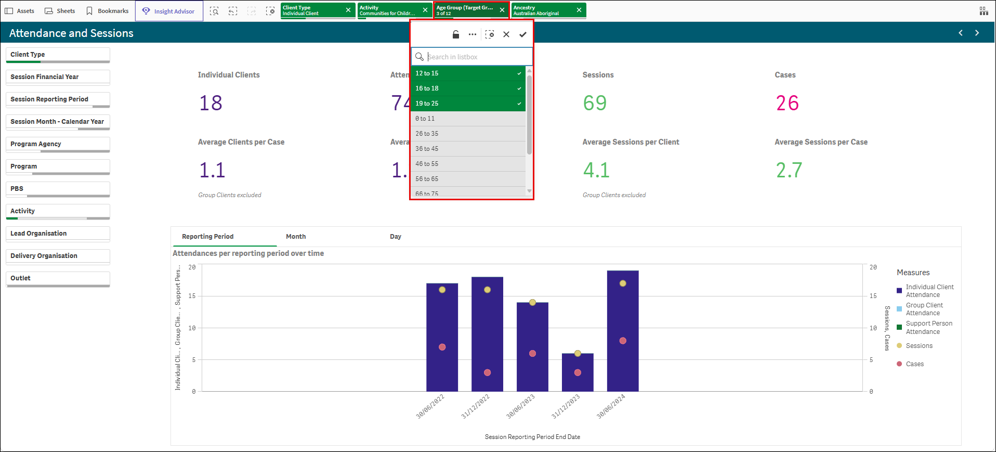 Assets
Sheets
Bookmarks
Insight Advisor
Client Type
Individual Client
Activity
Communities for Childr...
Age Group (Target Gr...
3 of 12
Ancestry
Australian Aboriginal
Attendance and Sessions
Client Type
Session Financial Year
Session Reporting Period
Session Month - Calendar Year
Program Agency
Program
PBS
Activity
Lead Organisation
Delivery Organisation
Outlet
Search in listbox
12 to 15
16 to 18
19 to 25
0 to 11
26 to 35
36 to 45
46 to 55
56 to 65
66 to 75
Individual Clients
18
Atten
74
Sessions
69
Cases
26
Average Clients per Case
1.1
Group Clients excluded
Avera
1.
Average Sessions per Client
4.1
Group Clients excluded
Average Sessions per Case
2.7
Reporting Period
Month
Day
Attendances per reporting period over time
Individual Cli... , Group Clie... , Support Pers...
20
15
10
5
0
20
15
10
5
0
Sessions, Cases
30/06/2022
31/12/2022
30/06/2023
31/12/2023
30/06/2024
Session Reporting Period End Date
Measures
Individual Client
Attendance
Group Client
Attendance
Support Person
Attendance
Sessions
Cases